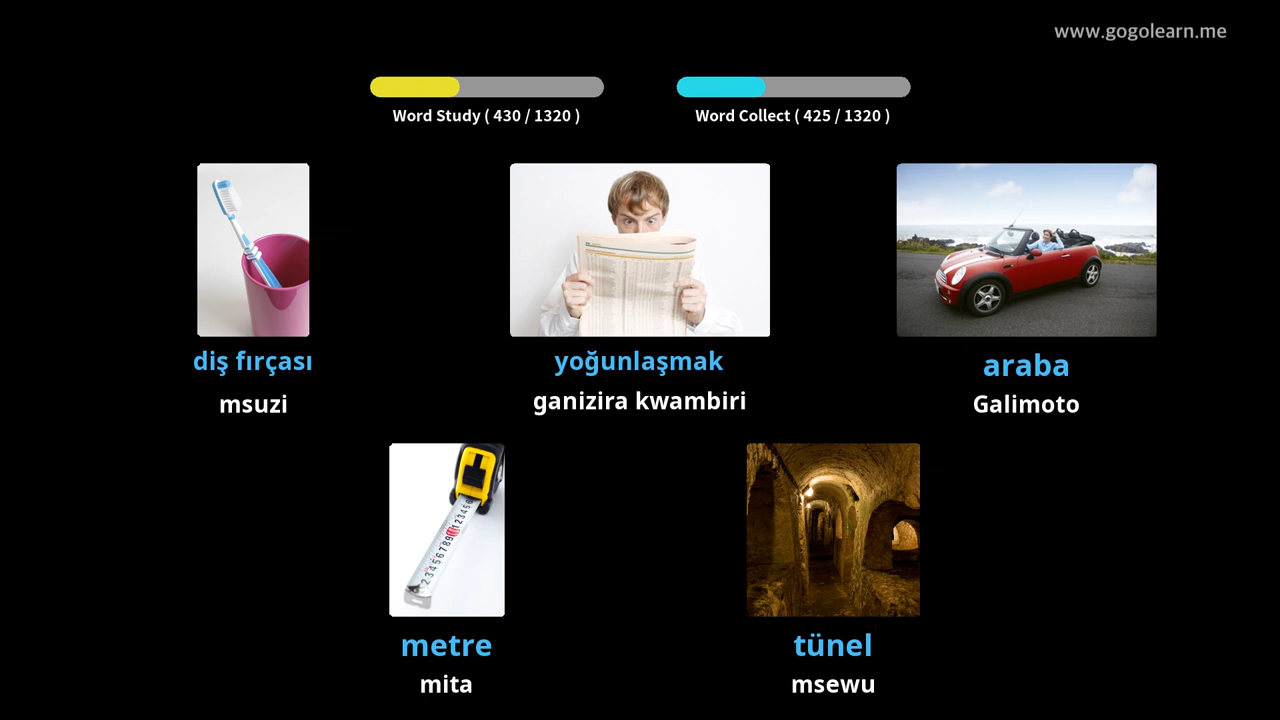 www.gogolearn.me
Word Study ( 430 / 1320 )
Word Collect ( 425 / 1320 )
diş fırçası
msuzi
yoğunlaşmak
ganizira kwambiri
araba
Galimoto
metre
mita
tünel
msewu